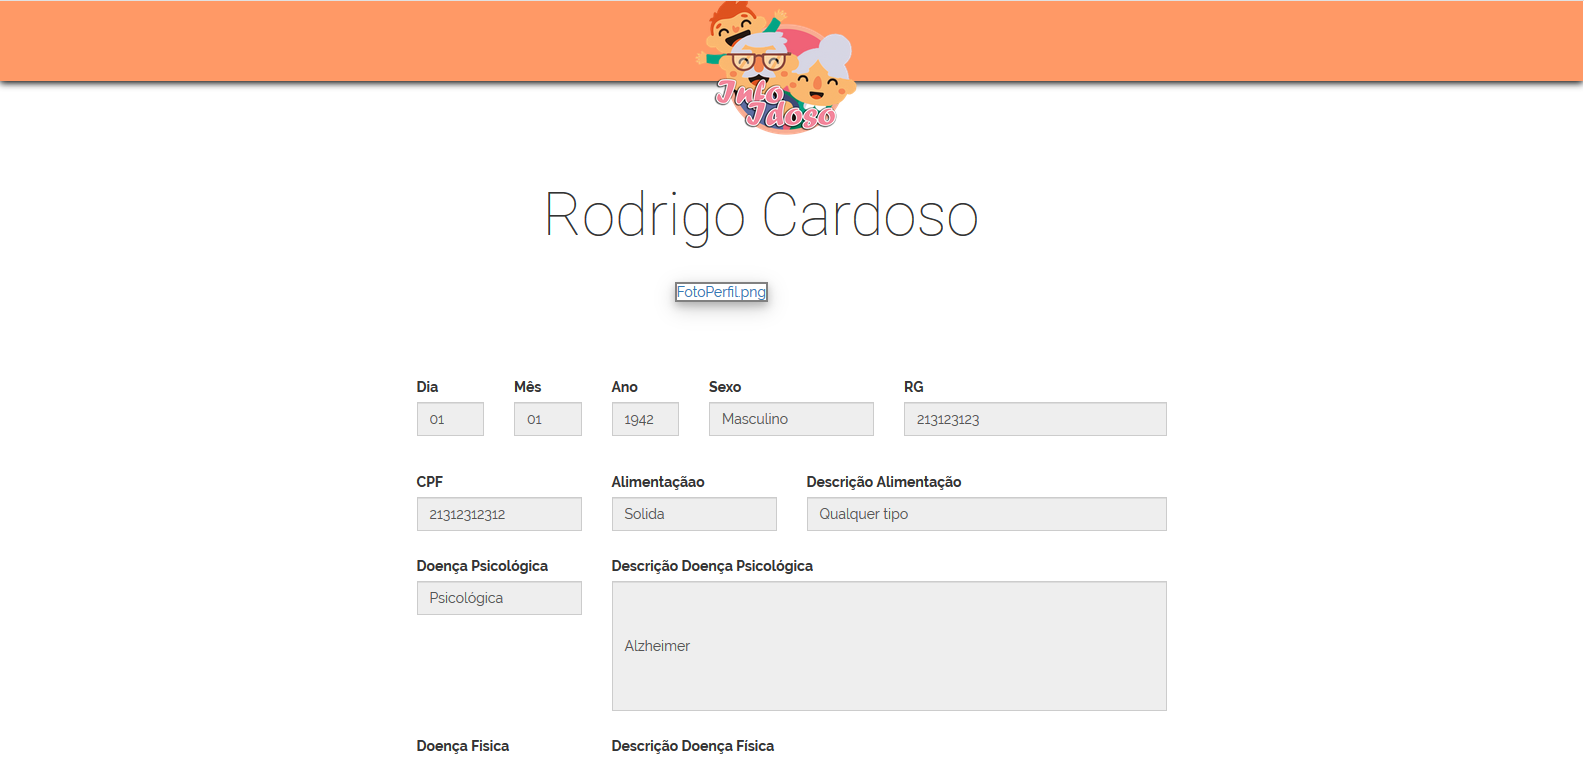 Info
Idoso
Rodrigo Cardoso
FotoPerfil.png
Dia Mês Ano Sexo RG
01 01 1942 Masculino 213123123
CPF Alimentaçãao Descrição Alimentação
21312312312 Solida Qualquer tipo
Doença Psicológica Descrição Doença Psicológica
Psicológica
Alzheimer
Doença Fisica Descrição Doença Física